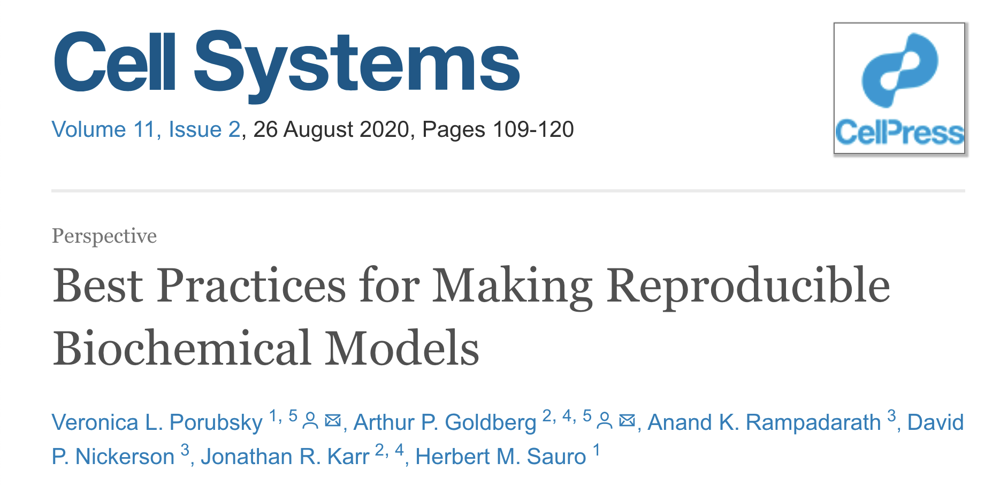 Cell Systems
Volume 11, Issue 2, 26 August 2020, Pages 109-120
CellPress
Perspective
Best Practices for Making Reproducible
Biochemical Models
Veronica L. Porubsky 1, 5, Arthur P. Goldberg 2, 4, 5, Anand K. Rampadarath 3, David
P. Nickerson 3, Jonathan R. Karr 2, 4, Herbert M. Sauro 1